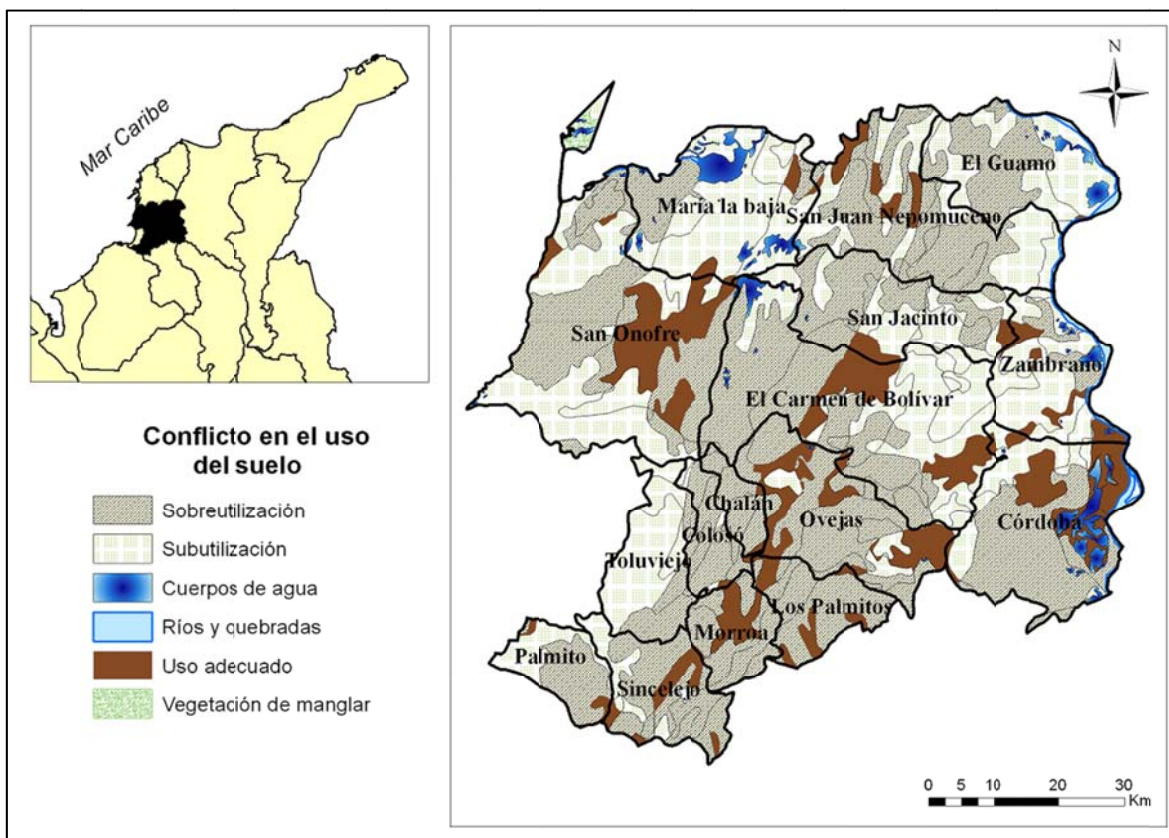 Mar Caribe
Conflicto en el uso
del suelo
Sobreutilización
Subutilización
Cuerpos de agua
Ríos y quebradas
Uso adecuado
Vegetación de manglar
N
El Guamo
María la baja
San Juan Nepomuceno
San Jacinto
San Onofre
Zambrano
El Carmen de Bolívar
Chalán
Ovejas
Córdoba
Colosó
Toluviejo
Los Palmitos
Morroa
Palmito
Sincelejo
0 5 10 20 30
Km